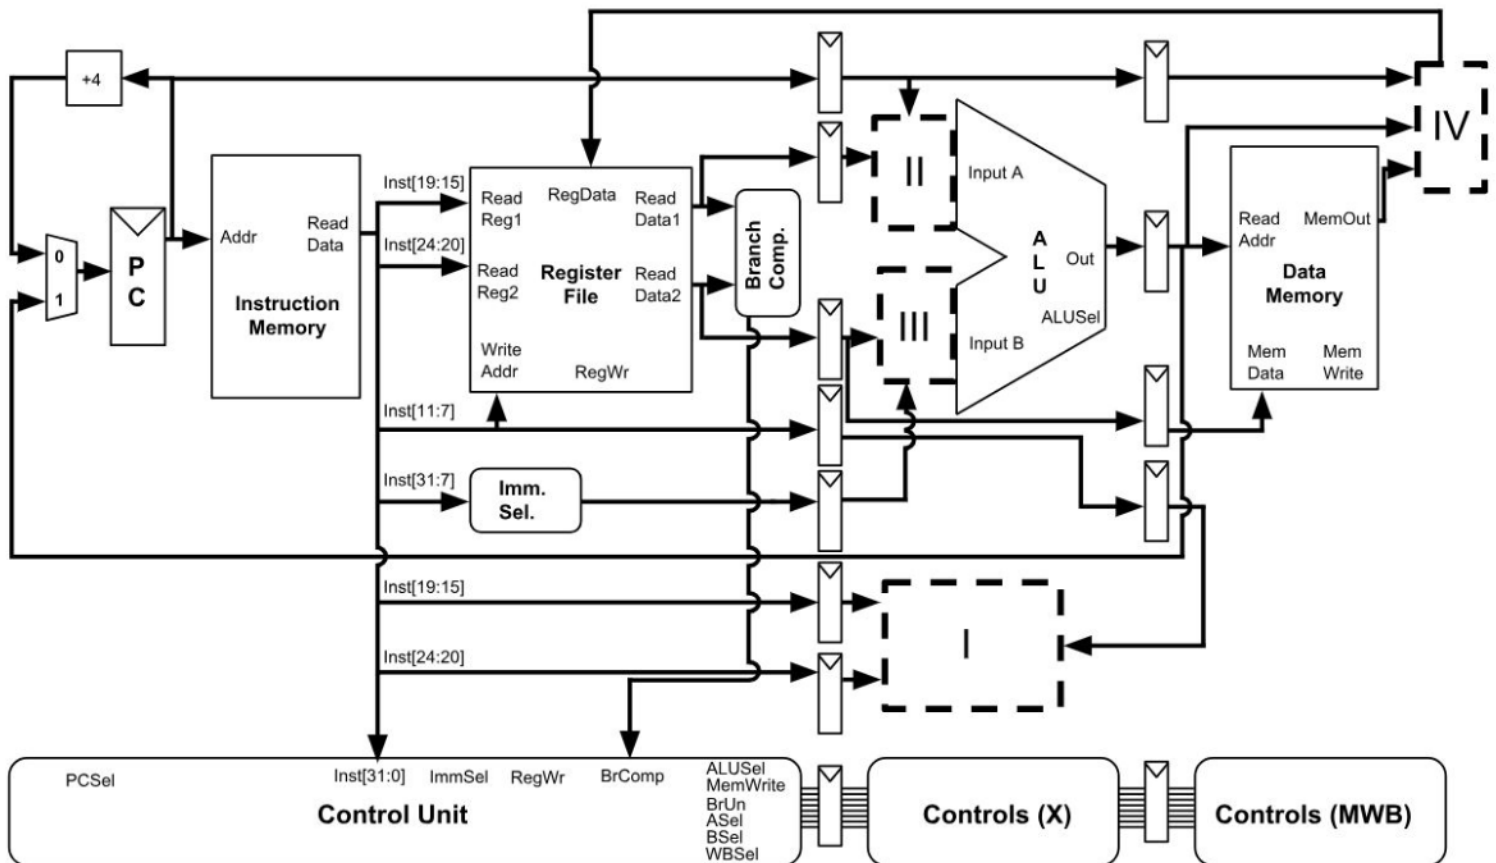 +4
IV
Inst[19:15]
Read
Reg1
RegData
Read
Data1
II
Input A
Addr
Read
Data
Inst[24:20]
Read
Reg2
Register
File
Read
Data2
Branch
Comp.
A
L
U
Out
Read
Addr
MemOut
0
1
P
C
Instruction
Memory
Data
Memory
III
ALUSel
Input B
Write
Addr
RegWr
Mem
Data
Mem
Write
Inst[11:7]
Inst[31:7]
Imm.
Sel.
Inst[19:15]
I
Inst[24:20]
PCSel
Inst[31:0]
ImmSel
RegWr
BrComp
ALUSel
MemWrite
BrUn
ASel
BSel
WBSel
Control Unit
Controls (X)
Controls (MWB)